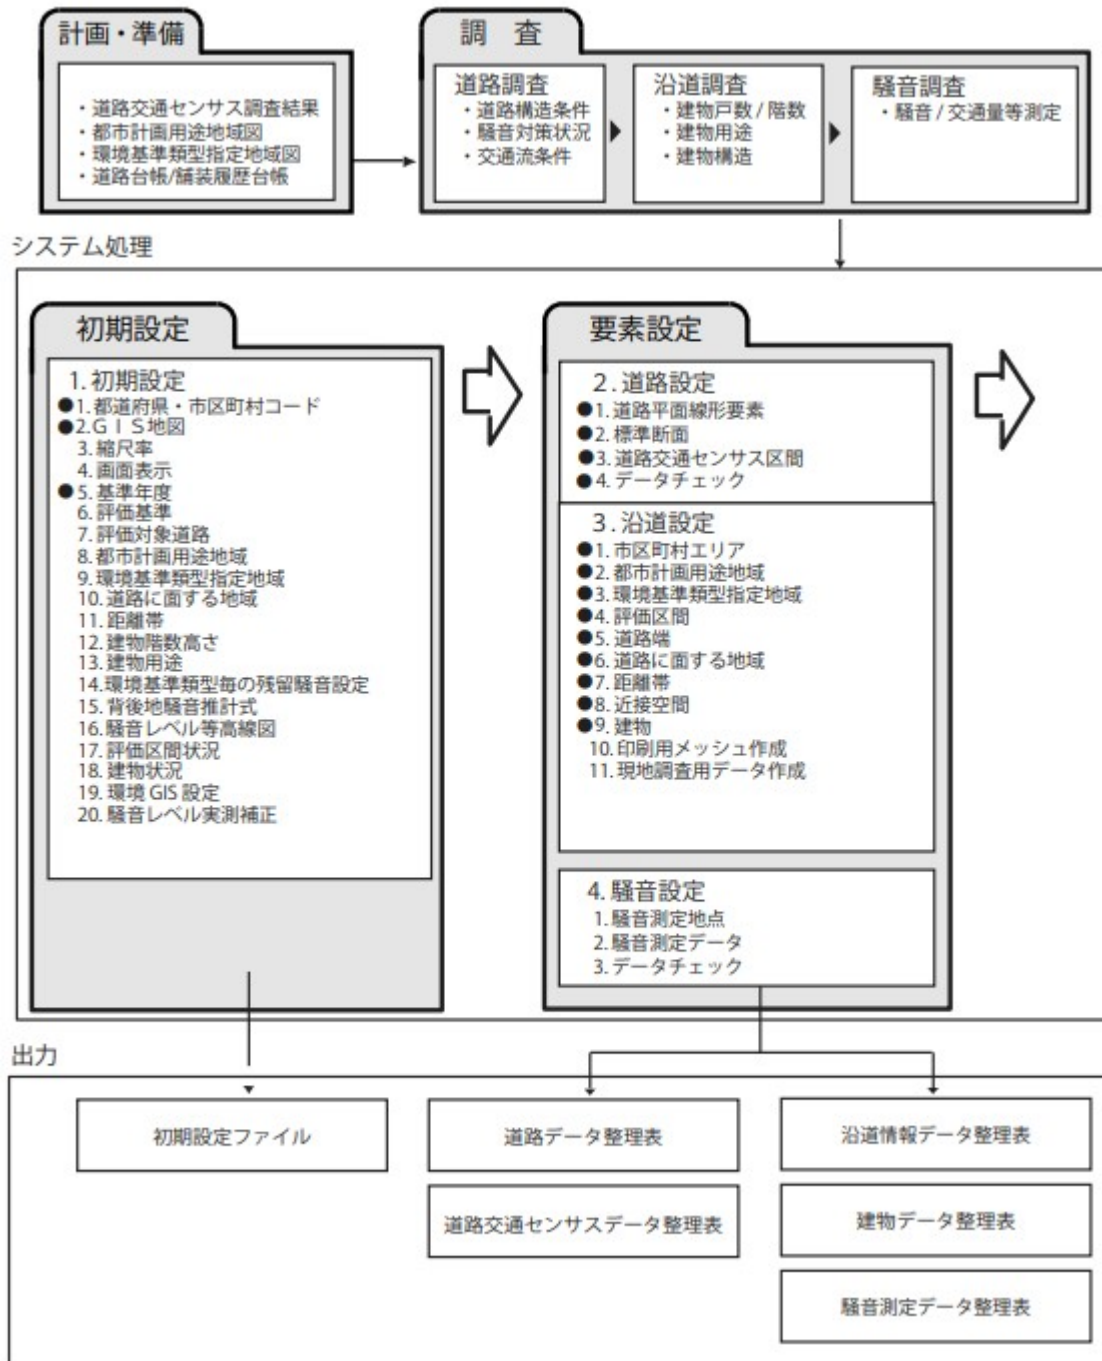 計画・準備
・道路交通センサス調査結果
・都市計画用途地域図
・環境基準類型指定地域図
・道路台帳/舗装履歴台帳
調 査
道路調査
・道路構造条件
・騒音対策状況
・交通流条件
沿道調査
・建物戸数 / 階数
・建物用途
・建物構造
騒音調査
・騒音 / 交通量等測定
システム処理
初期設定
1. 初期設定
●1. 都道府県・市区町村コード
●2.GIS地図
3. 縮尺率
4. 画面表示
●5. 基準年度
6. 評価基準
7. 評価対象道路
8. 都市計画用途地域
9. 環境基準類型指定地域
10. 道路に面する地域
11. 距離帯
12. 建物階数高さ
13. 建物用途
14. 環境基準類型毎の残留騒音設定
15. 背後地騒音推計式
16. 騒音レベル等高線図
17. 評価区間状況
18. 建物状況
19. 環境 GIS 設定
20. 騒音レベル実測補正
要素設定
2. 道路設定
●1. 道路平面線形要素
●2. 標準断面
●3. 道路交通センサス区間
●4. データチェック
3. 沿道設定
●1. 市区町村エリア
●2. 都市計画用途地域
●3. 環境基準類型指定地域
●4. 評価区間
●5. 道路端
●6. 道路に面する地域
●7. 距離帯
●8. 近接空間
●9. 建物
10. 印刷用メッシュ作成
11. 現地調査用データ作成
4. 騒音設定
1. 騒音測定地点
2. 騒音測定データ
3. データチェック
出力
初期設定ファイル
道路データ整理表
道路交通センサスデータ整理表
沿道情報データ整理表
建物データ整理表
騒音測定データ整理表